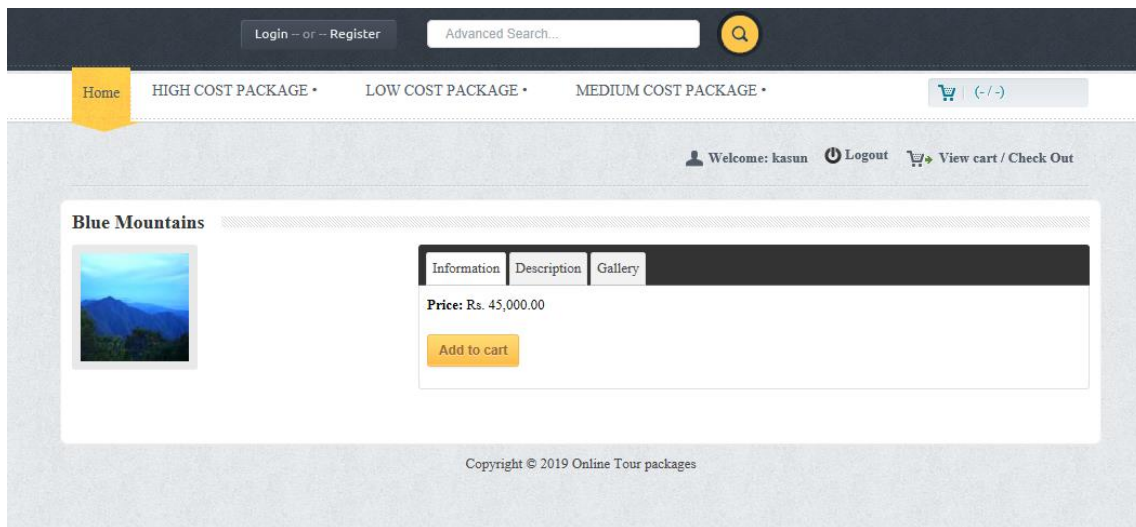 Login -- or -- Register
Advanced Search...
Home
HIGH COST PACKAGE •
LOW COST PACKAGE •
MEDIUM COST PACKAGE •
(- / -)
Welcome: kasun
Logout
View cart / Check Out
Blue Mountains
Information
Description
Gallery
Price: Rs. 45,000.00
Add to cart
Copyright © 2019 Online Tour packages